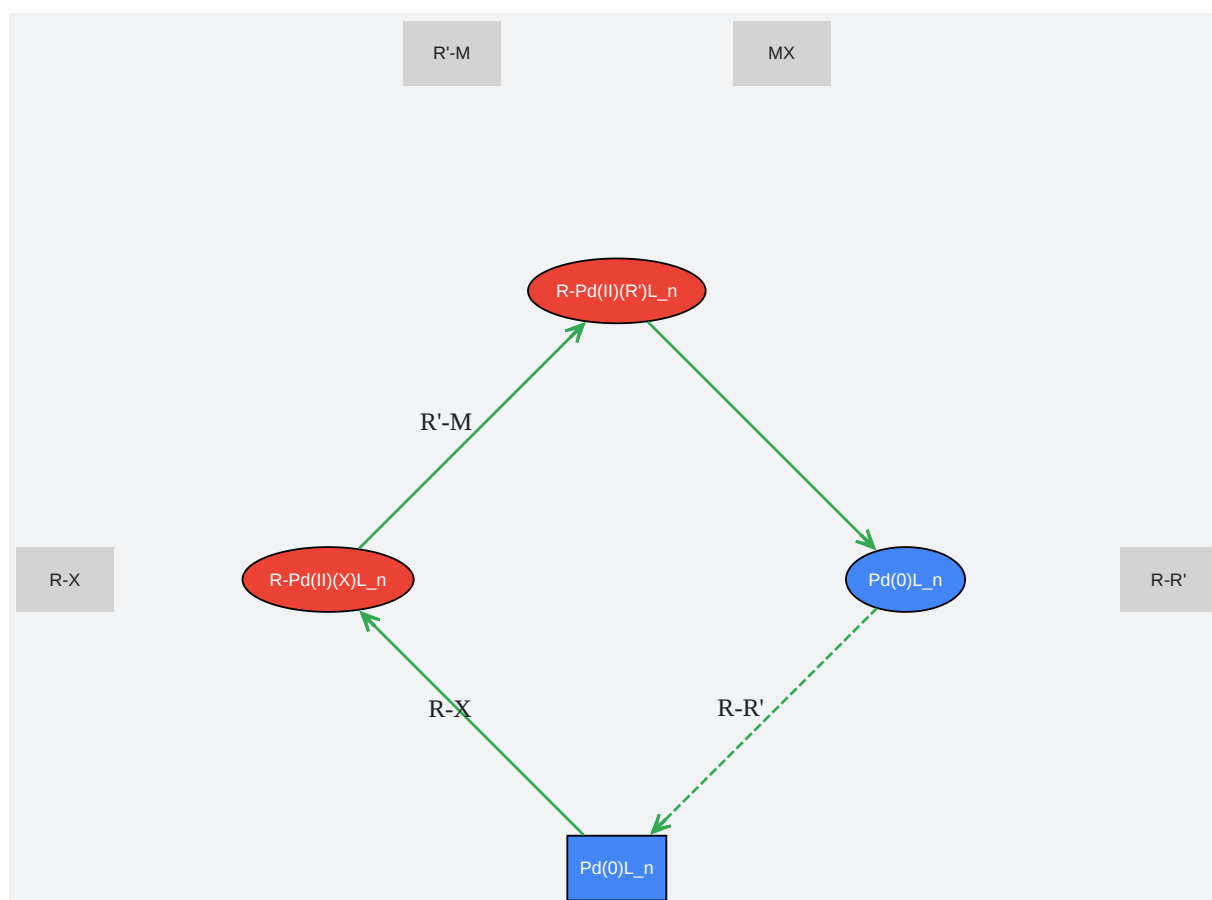 R'-M
MX
R-Pd(II)(R')L_n
R'-M
R-X
R-Pd(II)(X)L_n
Pd(0)L_n
R-R'
R-X
R-R'
Pd(0)L_n